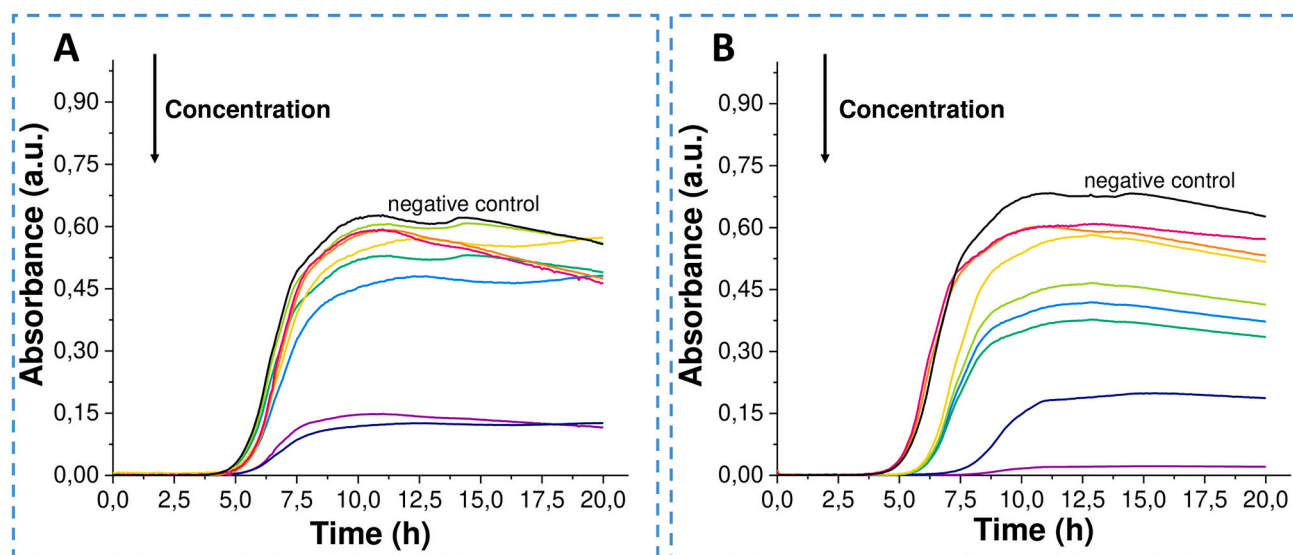 A
Concentration
negative control
Absorbance (a.u.)
0,90
0,75
0,60
0,45
0,30
0,15
0,00
0,0 2,5 5,0 7,5 10,0 12,5 15,0 17,5 20,0
Time (h)
B
Concentration
negative control
Absorbance (a.u.)
0,90
0,75
0,60
0,45
0,30
0,15
0,00
0,0 2,5 5,0 7,5 10,0 12,5 15,0 17,5 20,0
Time (h)